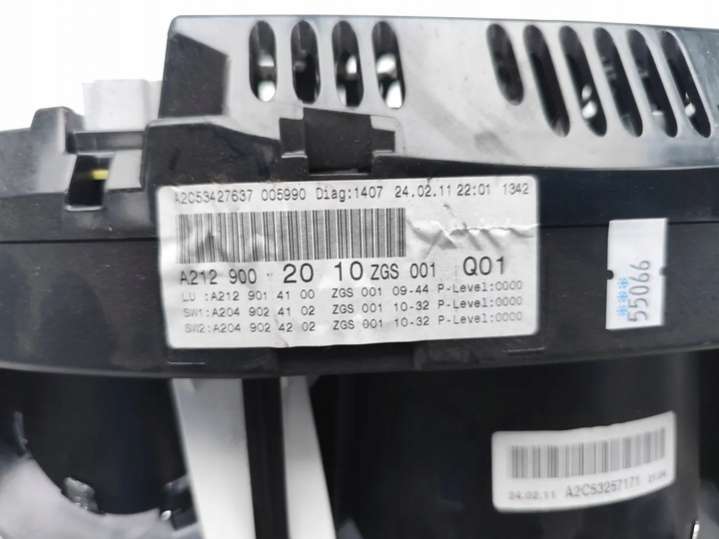 A2C53427637 005990 Diag:1407 24.02.11 22:01 1342
A212 900 20 10 ZGS 001 Q01
LU :A212 901 41 00 ZGS 001 09-44 P-Level:0000
SW1:A204 902 41 02 ZGS 001 10-32 P-Level:0000
SW2:A204 902 42 02 ZGS 001 10-32 P-Level:0000
55066
24.02.11 A2C53257171